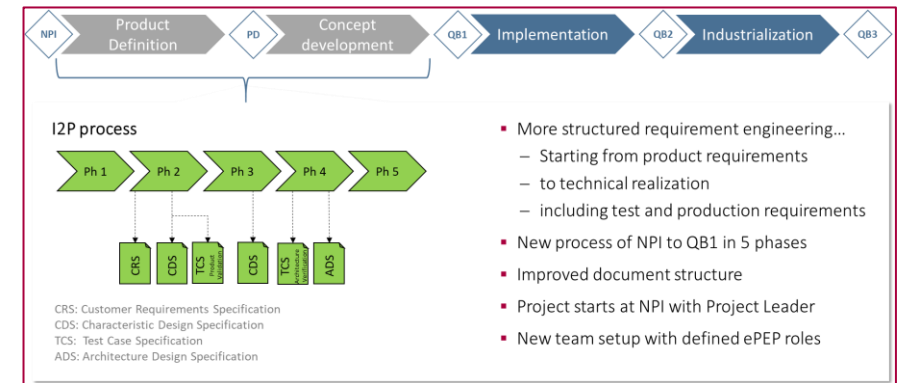 NPI
Product
Definition
PD
Concept
development
QB1
Implementation
QB2
Industrialization
QB3
I2P process
Ph 1
Ph 2
Ph 3
Ph 4
Ph 5
CRS
CDS
TCS
Product
Validation
CDS
TCS
Architecture
Verification
ADS
CRS: Customer Requirements Specification
CDS: Characteristic Design Specification
TCS: Test Case Specification
ADS: Architecture Design Specification
▪ More structured requirement engineering…
– Starting from product requirements
– to technical realization
– including test and production requirements
▪ New process of NPI to QB1 in 5 phases
▪ Improved document structure
▪ Project starts at NPI with Project Leader
▪ New team setup with defined ePEP roles